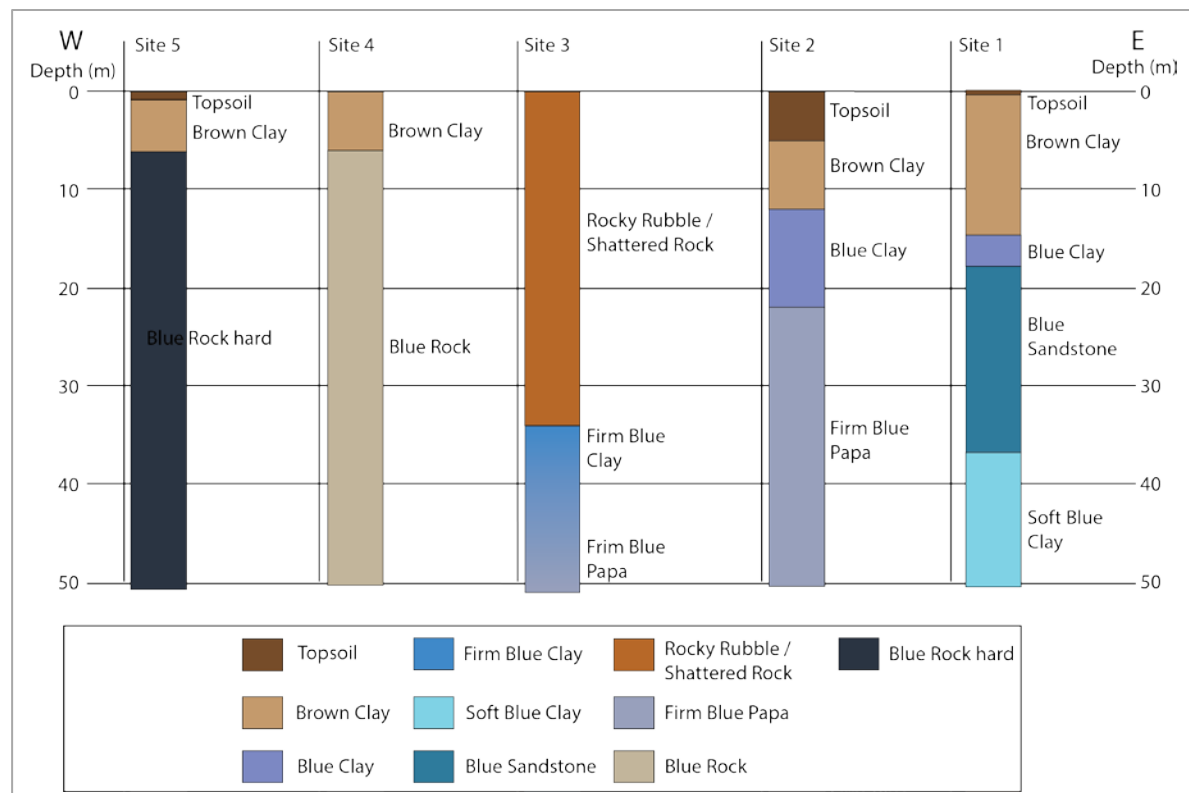 W
E
Site 5
Site 4
Site 3
Site 2
Site 1
Depth (m)
Depth (m)
0
Topsoil
Brown Clay
Brown Clay
Topsoil
Brown Clay
0
Topsoil
Brown Clay
10
10
Rocky Rubble /
Shattered Rock
Blue Clay
Blue Clay
20
20
Blue Rock hard
Blue Rock
Blue
Sandstone
30
30
Firm Blue
Clay
Firm Blue
Papa
40
40
Frim Blue
Papa
Soft Blue
Clay
50
50
Topsoil
Firm Blue Clay
Rocky Rubble /
Shattered Rock
Blue Rock hard
Brown Clay
Soft Blue Clay
Firm Blue Papa
Blue Clay
Blue Sandstone
Blue Rock